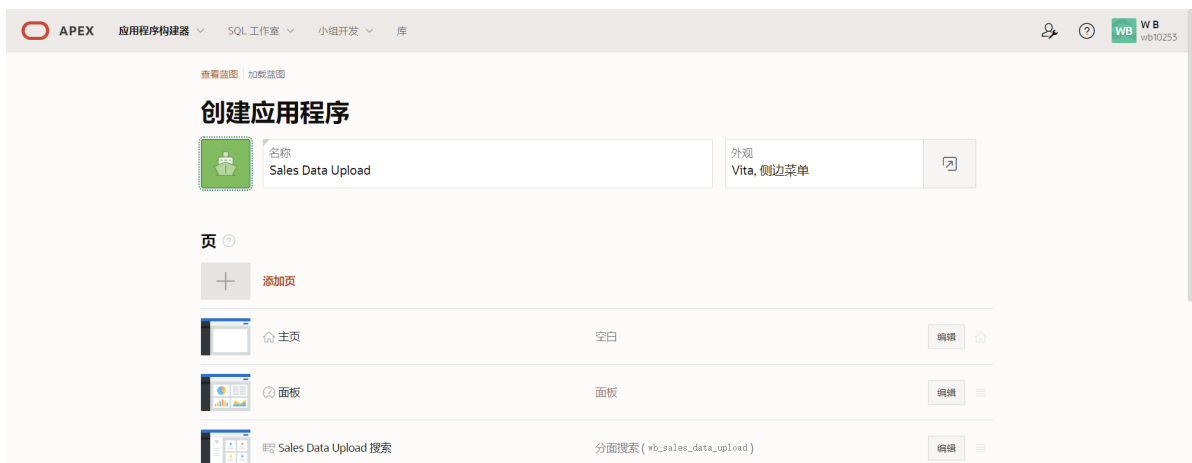 APEX 应用程序构建器 SQL 工作室 小组开发 库 WB W B
wb10253
查看蓝图 加载蓝图
创建应用程序
名称 外观
Sales Data Upload Vita, 侧边菜单
页
添加页
主页 空白 编辑
面板 面板 编辑
Sales Data Upload 搜索 分面搜索 ( wb_sales_data_upload ) 编辑